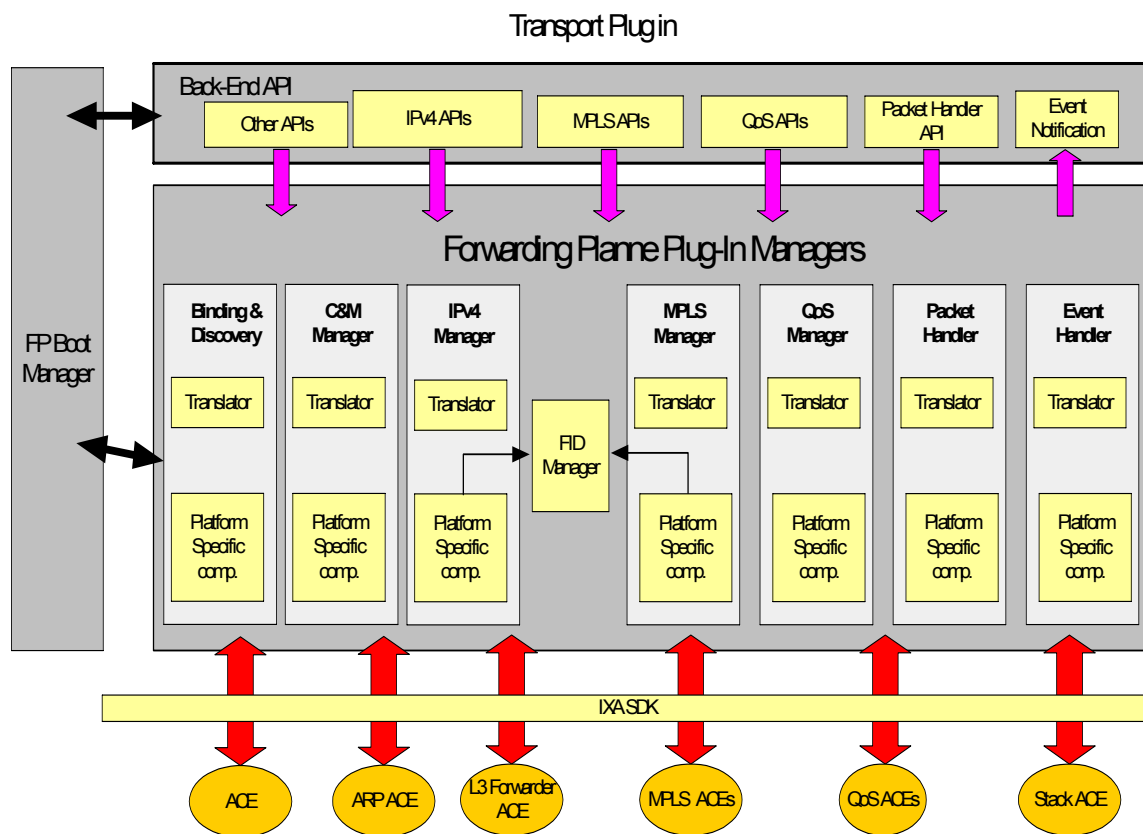 Transport Plugin
Back-End API
Other APIs
IPv4 APIs
MPLS APIs
QoS APIs
Packet Handler
API
Event
Notification
Forwarding Planne Plug-In Managers
FP Boot
Manager
Binding &
Discovery
Translator
Platform
Specific
comp.
C&M
Manager
Translator
Platform
Specific
comp.
IPv4
Manager
Translator
Platform
Specific
comp.
FID
Manager
MPLS
Manager
Translator
Platform
Specific
comp.
QoS
Manager
Translator
Platform
Specific
comp.
Packet
Handler
Translator
Platform
Specific
comp.
Event
Handler
Translator
Platform
Specific
comp.
IXA SDK
ACE
ARP ACE
L3 Forwarder
ACE
MPLS ACEs
QoS ACEs
Stack ACE